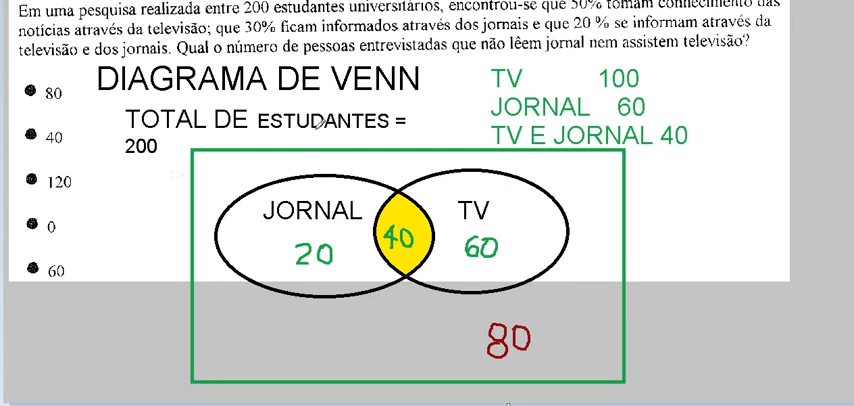 Em uma pesquisa realizada entre 200 estudantes universitários, encontrou-se que 50% tomam conhecimento das
notícias através da televisão; que 30% ficam informados através dos jornais e que 20 % se informam através da
televisão e dos jornais. Qual o número de pessoas entrevistadas que não lêem jornal nem assistem televisão?
DIAGRAMA DE VENN
TV 100
80
JORNAL 60
TOTAL DE ESTUDANTES =
TV E JORNAL 40
40
200
120
JORNAL
TV
0
20
40
60
60
80